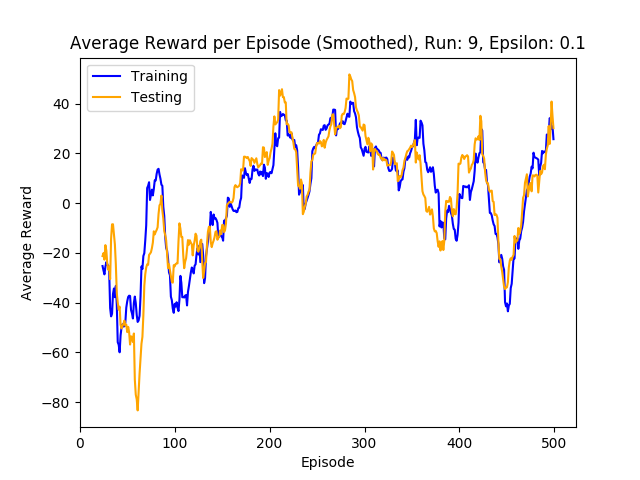 Average Reward per Episode (Smoothed), Run: 9, Epsilon: 0.1
Training
Testing
Average Reward
40
20
0
−20
−40
−60
−80
0 100 200 300 400 500
Episode